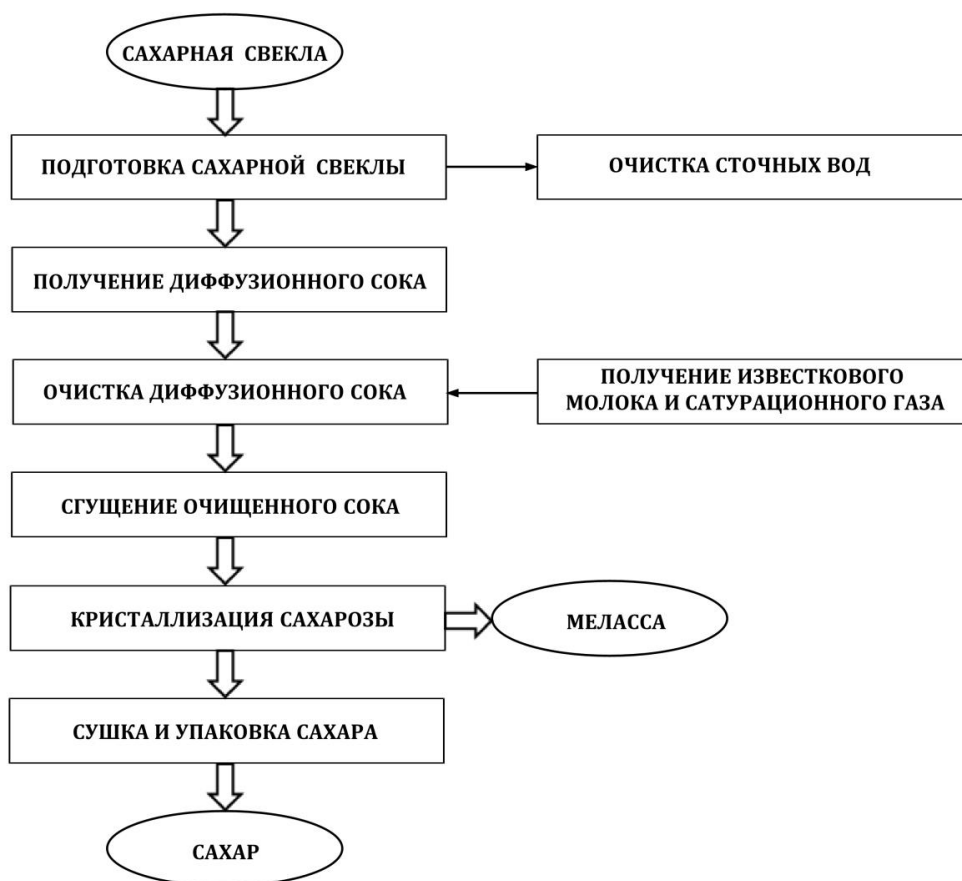 САХАРНАЯ СВЕКЛА
ПОДГОТОВКА САХАРНОЙ СВЕКЛЫ
ОЧИСТКА СТОЧНЫХ ВОД
ПОЛУЧЕНИЕ ДИФФУЗИОННОГО СОКА
ОЧИСТКА ДИФФУЗИОННОГО СОКА
ПОЛУЧЕНИЕ ИЗВЕСТКОВОГО
МОЛОКА И САТУРАЦИОННОГО ГАЗА
СГУЩЕНИЕ ОЧИЩЕННОГО СОКА
КРИСТАЛЛИЗАЦИЯ САХАРОЗЫ
МЕЛАССА
СУШКА И УПАКОВКА САХАРА
САХАР